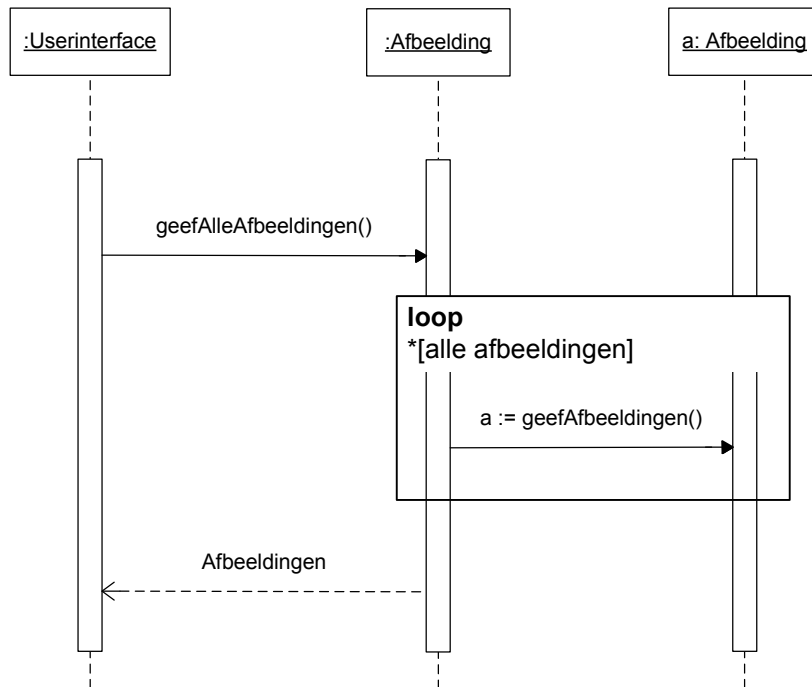 :Userinterface
:Afbeelding
a: Afbeelding
geefAlleAfbeeldingen()
loop
*[alle afbeeldingen]
a := geefAfbeeldingen()
Afbeeldingen